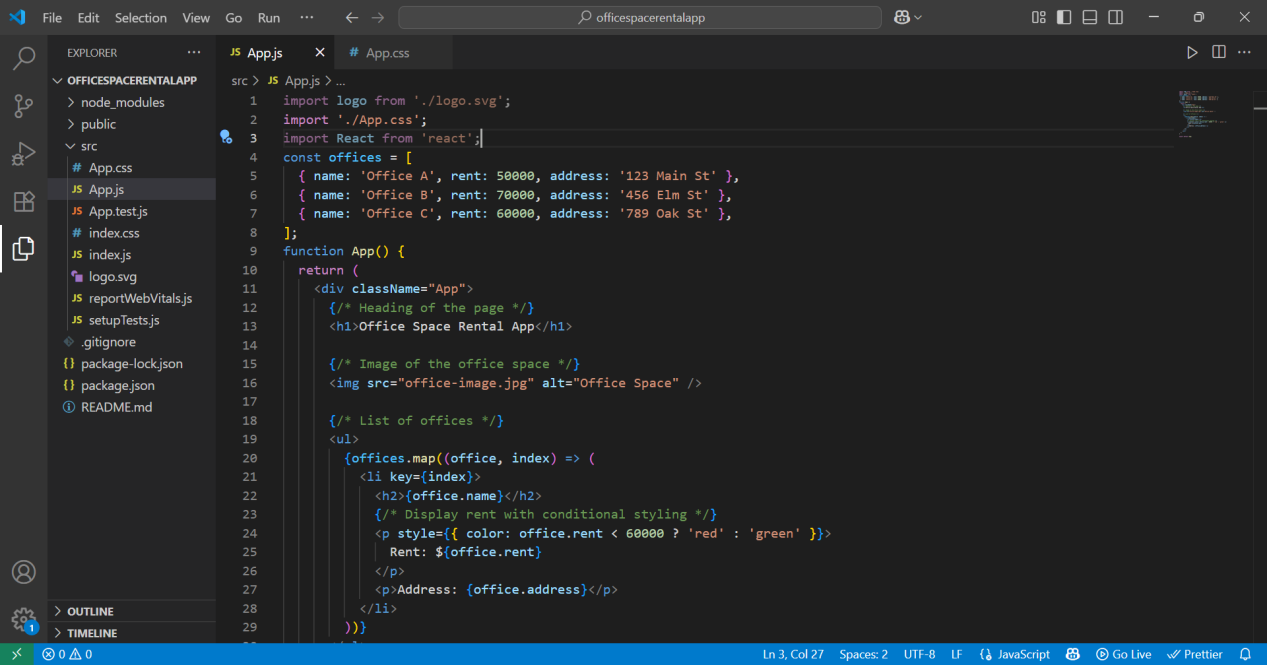 File Edit Selection View Go Run ···
officespacerentalapp
EXPLORER ···
OFFICESPACERENTALAPP
node_modules
public
src
# App.css
JS App.js
JS App.test.js
# index.css
JS index.js
logo.svg
JS reportWebVitals.js
JS setupTests.js
.gitignore
{} package-lock.json
{} package.json
README.md
OUTLINE
TIMELINE
1
JS App.js
# App.css
src > JS App.js > ...
1 import logo from './logo.svg';
2 import './App.css';
3 import React from 'react';
4 const offices = [
5 { name: 'Office A', rent: 50000, address: '123 Main St' },
6 { name: 'Office B', rent: 70000, address: '456 Elm St' },
7 { name: 'Office C', rent: 60000, address: '789 Oak St' },
8 ];
9 function App() {
10 return (
11 <div className="App">
12 {/* Heading of the page */}
13 <h1>Office Space Rental App</h1>
14
15 {/* Image of the office space */}
16 <img src="office-image.jpg" alt="Office Space" />
17
18 {/* List of offices */}
19 <ul>
20 {offices.map((office, index) => (
21 <li key={index}>
22 <h2>{office.name}</h2>
23 {/* Display rent with conditional styling */}
24 <p style={{ color: office.rent < 60000 ? 'red' : 'green' }}>
25 Rent: ${office.rent}
26 </p>
27 <p>Address: {office.address}</p>
28 </li>
29 ))}
0 0 Ln 3, Col 27 Spaces: 2 UTF-8 LF {} JavaScript Go Live Prettier